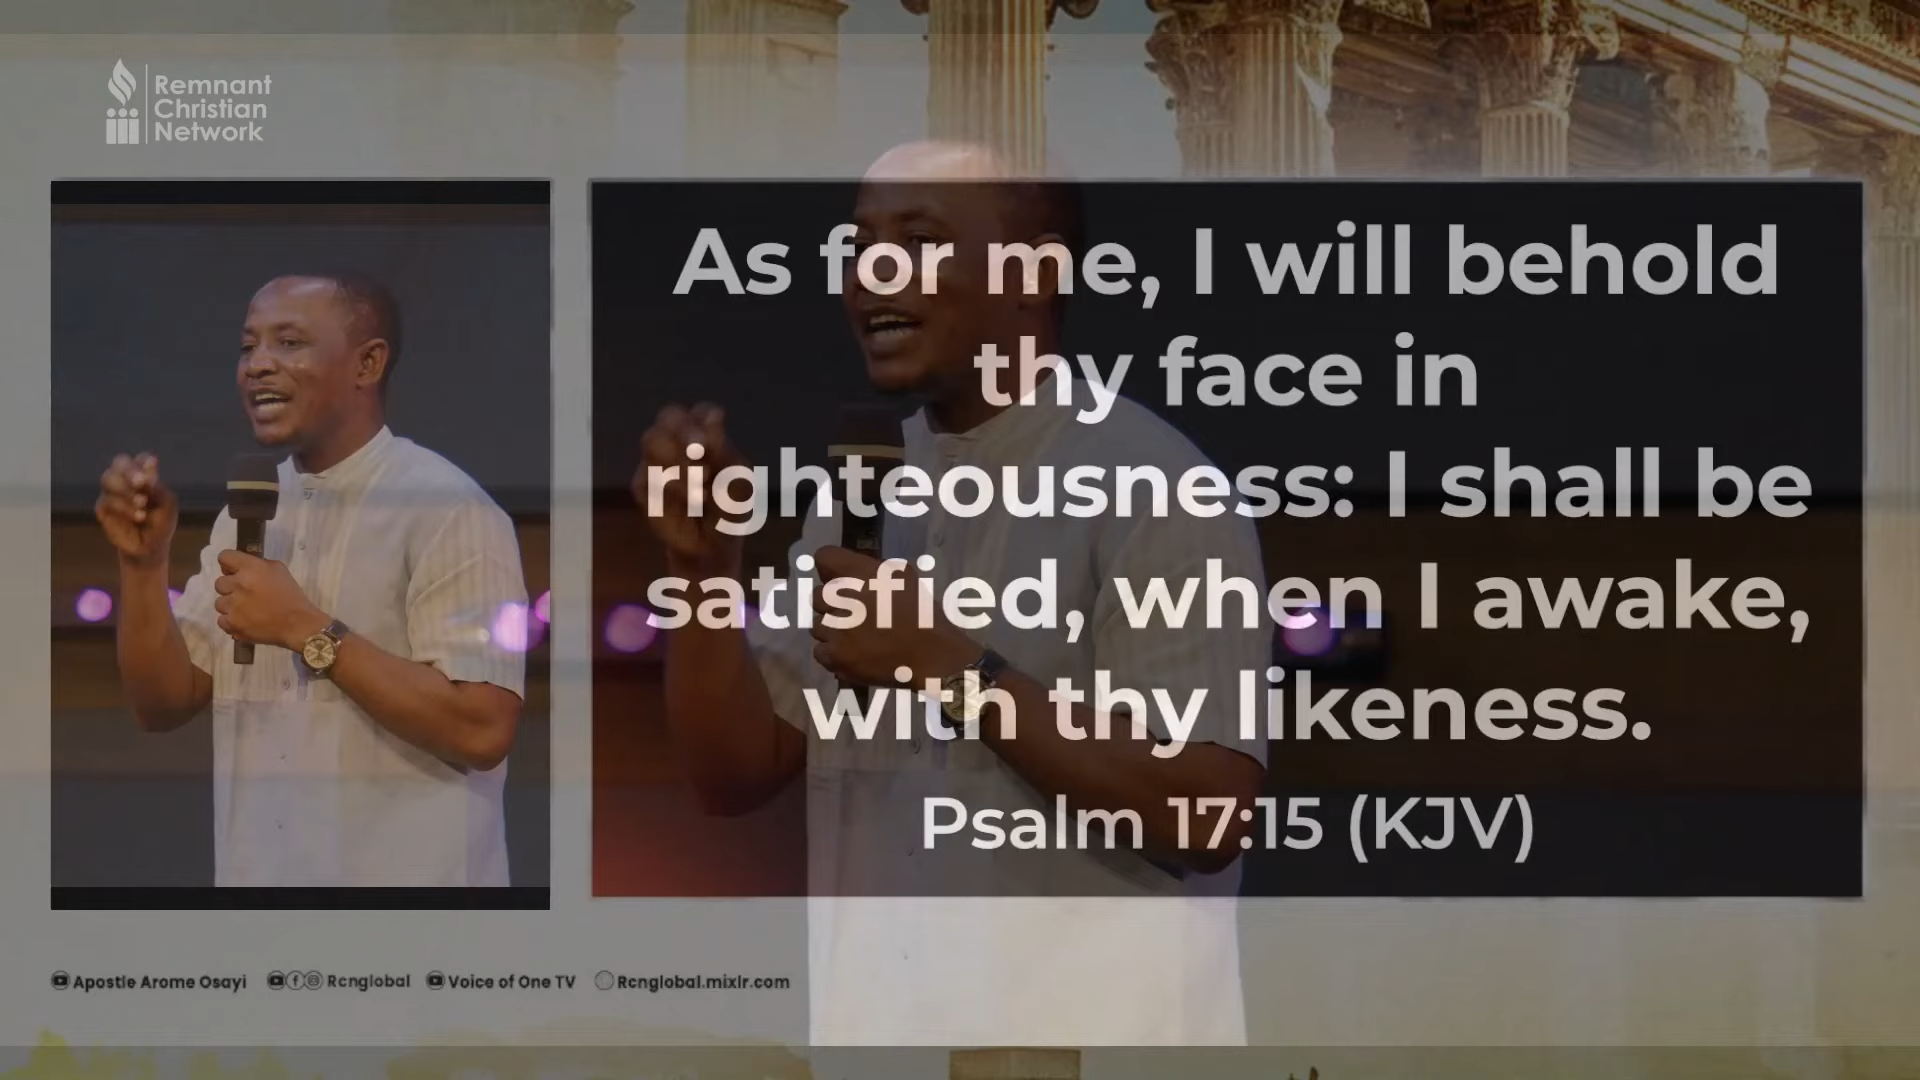 Remnant
Christian
Network
As for me, I will behold
thy face in
righteousness: I shall be
satisfied, when I awake,
with thy likeness.
Psalm 17:15 (KJV)
Apostle Arome Osayi Rcnglobal Voice of One TV Rcnglobal.mixlr.com